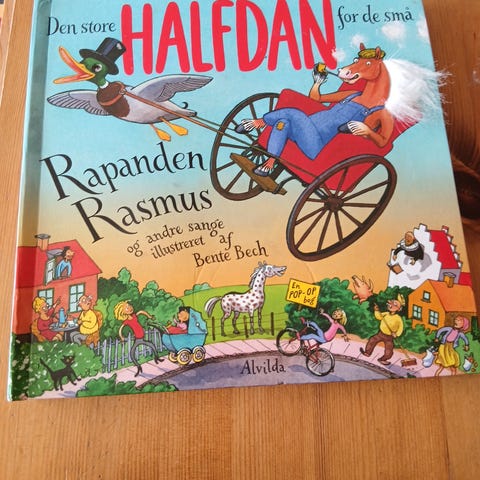 Den store HALFDAN for de små
Rapanden
Rasmus
og andre sange
illustreret af
Bente Bech
En
POP-OP
bog
Alvilda